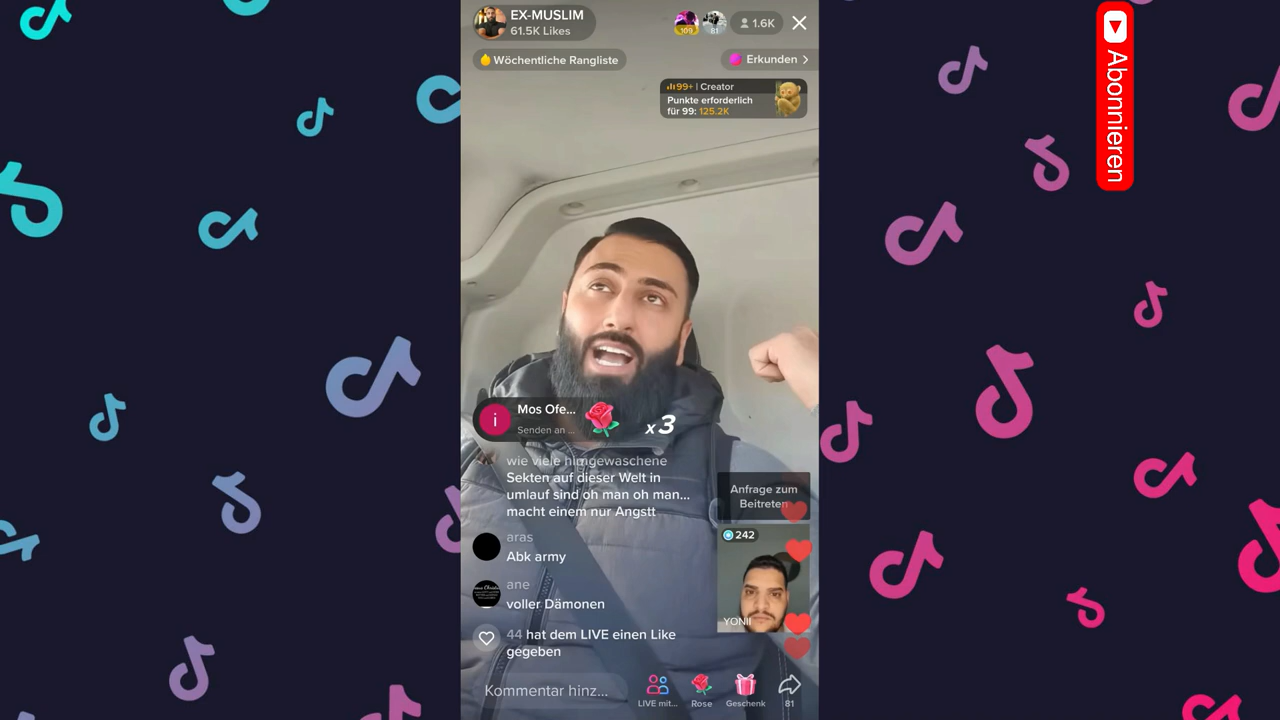 EX-MUSLIM
61.5K Likes
109
81
1.6K
Wöchentliche Rangliste
Erkunden
99+ | Creator
Punkte erforderlich
für 99: 125.2K
Abonnieren
i
Mos Ofe...
Senden an ...
x3
wie viele hirngewaschene
Sekten auf dieser Welt in
umlauf sind oh man oh man...
macht einem nur Angstt
Anfrage zum
Beitreten
aras
Abk army
242
ane
voller Dämonen
YONII
44 hat dem LIVE einen Like
gegeben
Kommentar hinz...
LIVE mit...
Rose
Geschenk
81